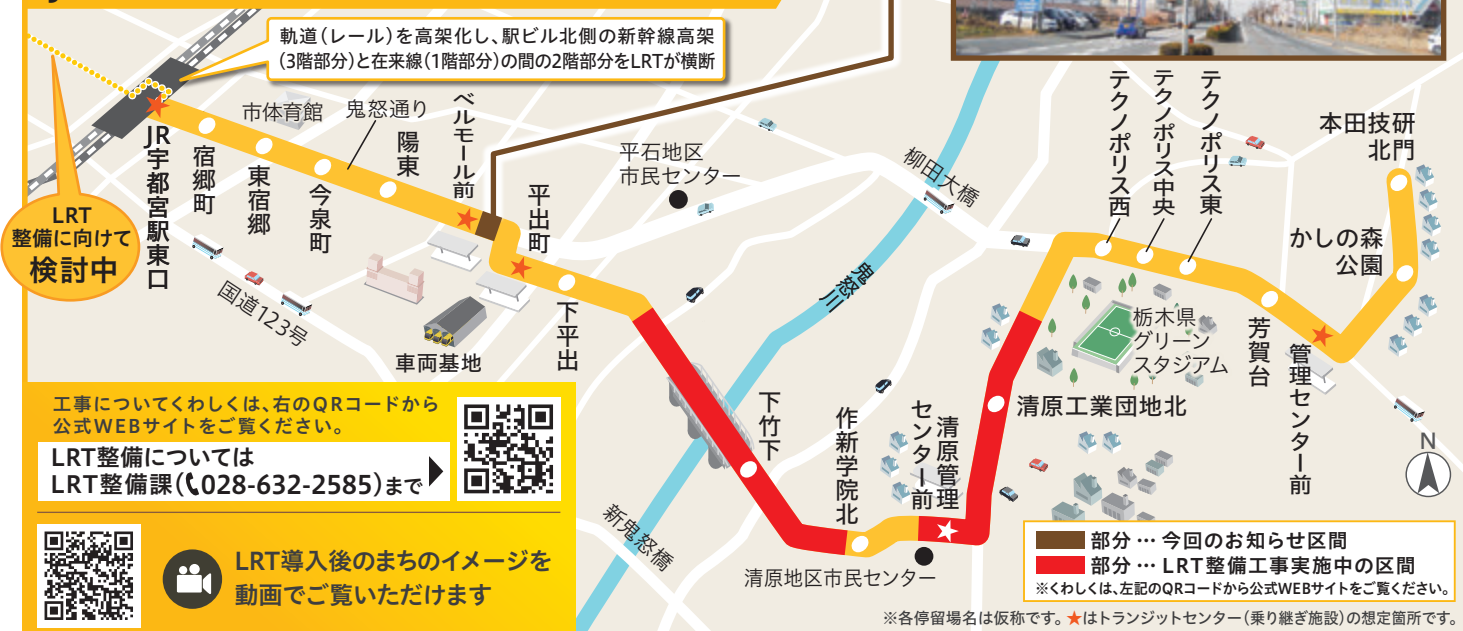 軌道（レール）を高架化し、駅ビル北側の新幹線高架
（3階部分）と在来線（1階部分）の間の2階部分をLRTが横断
LRT
整備に向けて
検討中
JR宇都宮駅東口
宿郷町
東宿郷
今泉町
陽東
ベルモール前
平出町
下平出
市体育館
鬼怒通り
国道123号
車両基地
平石地区
市民センター
柳田大橋
鬼怒川
新鬼怒橋
下竹下
作新学院北
清原管理
センター前
清原地区市民センター
清原工業団地北
テクノポリス西
テクノポリス中央
テクノポリス東
栃木県
グリーン
スタジアム
芳賀台
管理センター前
かしの森
公園
本田技研
北門
N
工事についてくわしくは、右のQRコードから
公式WEBサイトをご覧ください。
LRT整備については
LRT整備課（028-632-2585）まで
LRT導入後のまちのイメージを
動画でご覧いただけます
部分 … 今回のお知らせ区間
部分 … LRT整備工事実施中の区間
※くわしくは、左記のQRコードから公式WEBサイトをご覧ください。
※各停留場名は仮称です。★はトランジットセンター（乗り継ぎ施設）の想定箇所です。